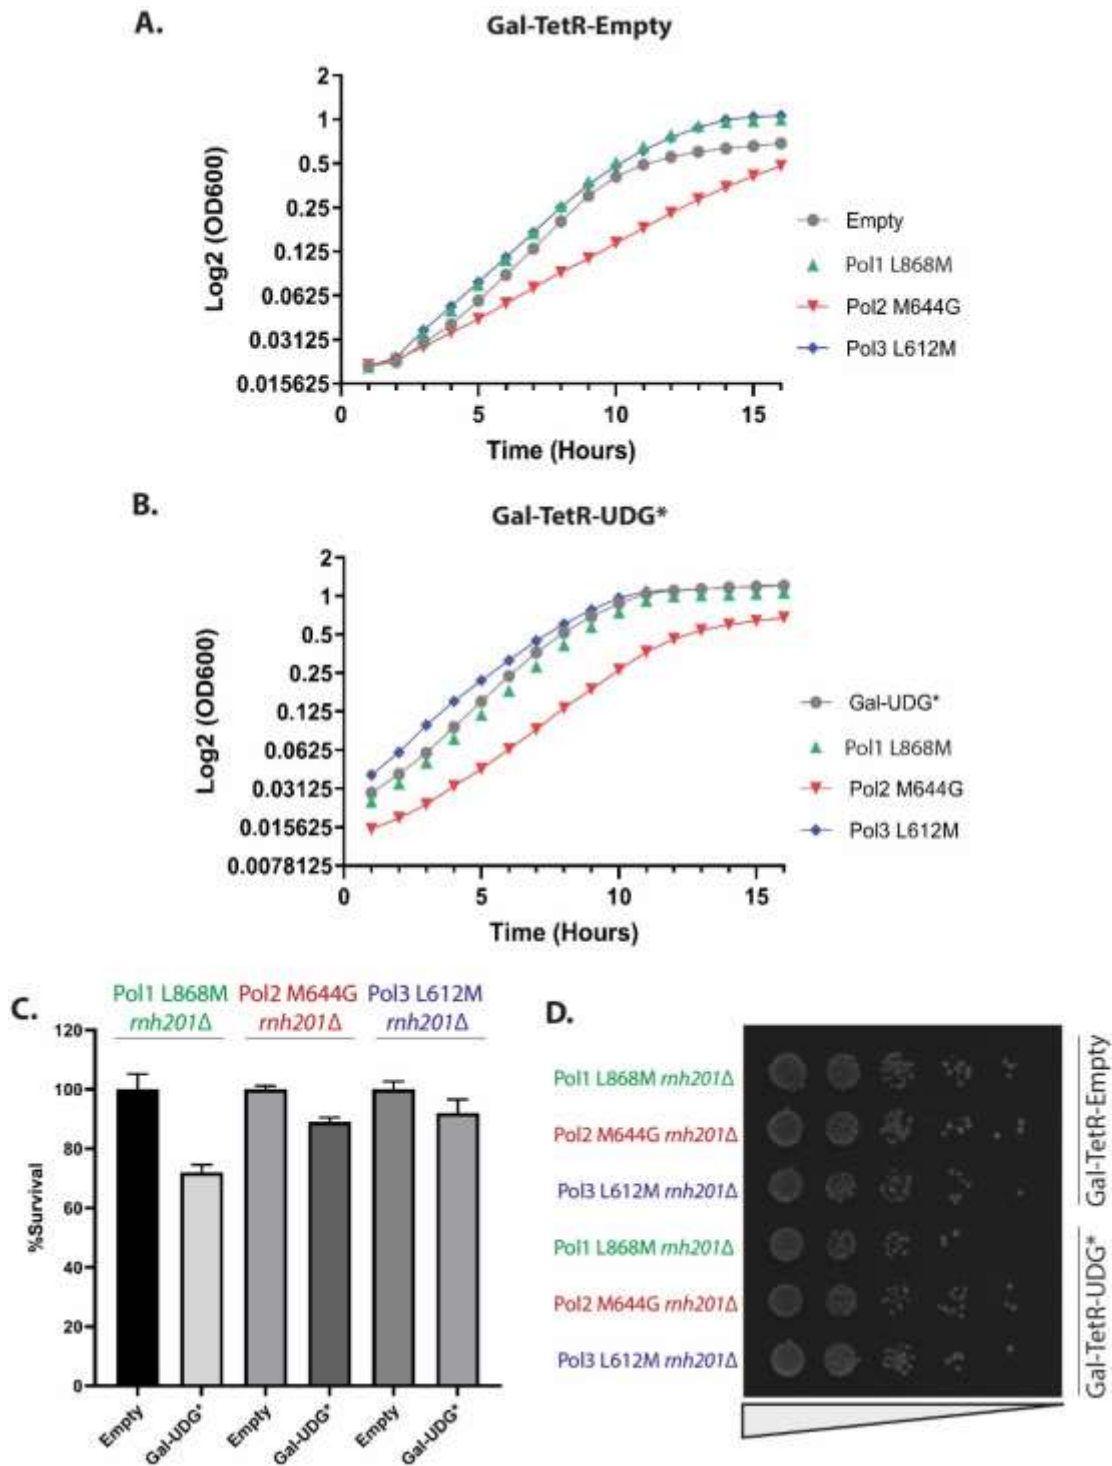 A.
Gal-TetR-Empty
2
1
0.5
0.25
0.125
0.0625
0.03125
0.015625
Log2 (OD600)
0 5 10 15
Time (Hours)
Empty
Pol1 L868M
Pol2 M644G
Pol3 L612M
B.
Gal-TetR-UDG*
2
1
0.5
0.25
0.125
0.0625
0.03125
0.015625
0.0078125
Log2 (OD600)
0 5 10 15
Time (Hours)
Gal-UDG*
Pol1 L868M
Pol2 M644G
Pol3 L612M
C.
Pol1 L868M Pol2 M644G Pol3 L612M
rnh201Δ rnh201Δ rnh201Δ
120
100
80
60
40
20
0
%Survival
Empty Gal-UDG* Empty Gal-UDG* Empty Gal-UDG*
D.
Pol1 L868M rnh201Δ
Pol2 M644G rnh201Δ
Pol3 L612M rnh201Δ
Pol1 L868M rnh201Δ
Pol2 M644G rnh201Δ
Pol3 L612M rnh201Δ
Gal-TetR-Empty
Gal-TetR-UDG*